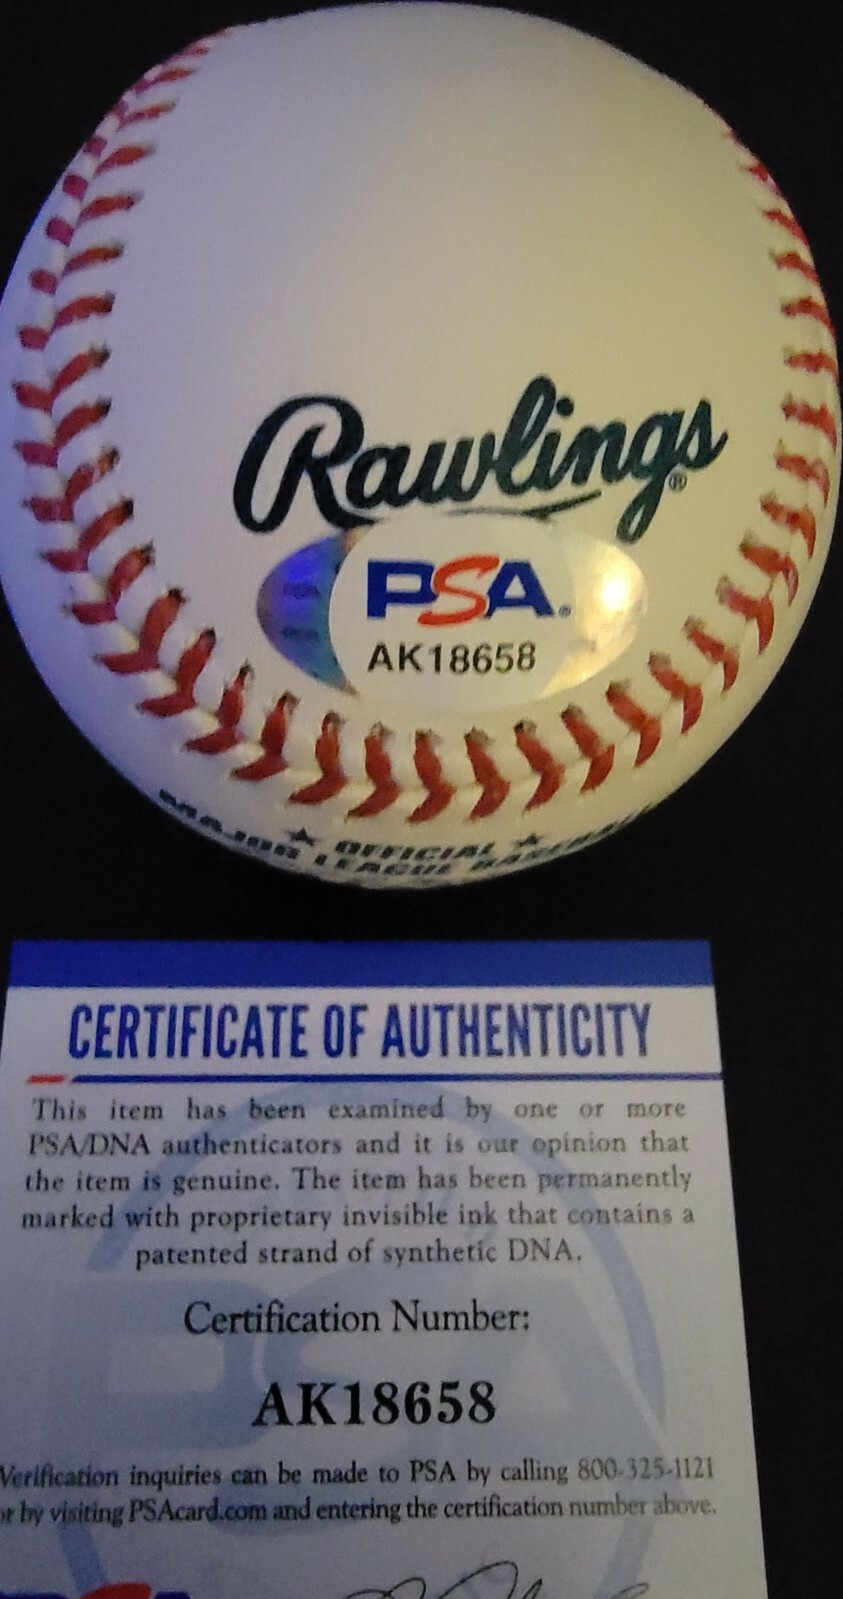 Rawlings®
PSA®
AK18658
★ OFFICIAL ★
MAJOR LEAGUE BASEBALL
CERTIFICATE OF AUTHENTICITY
This item has been examined by one or more
PSA/DNA authenticators and it is our opinion that
the item is genuine. The item has been permanently
marked with proprietary invisible ink that contains a
patented strand of synthetic DNA.
Certification Number:
AK18658
Verification inquiries can be made to PSA by calling 800-325-1121
or by visiting PSAcard.com and entering the certification number above.